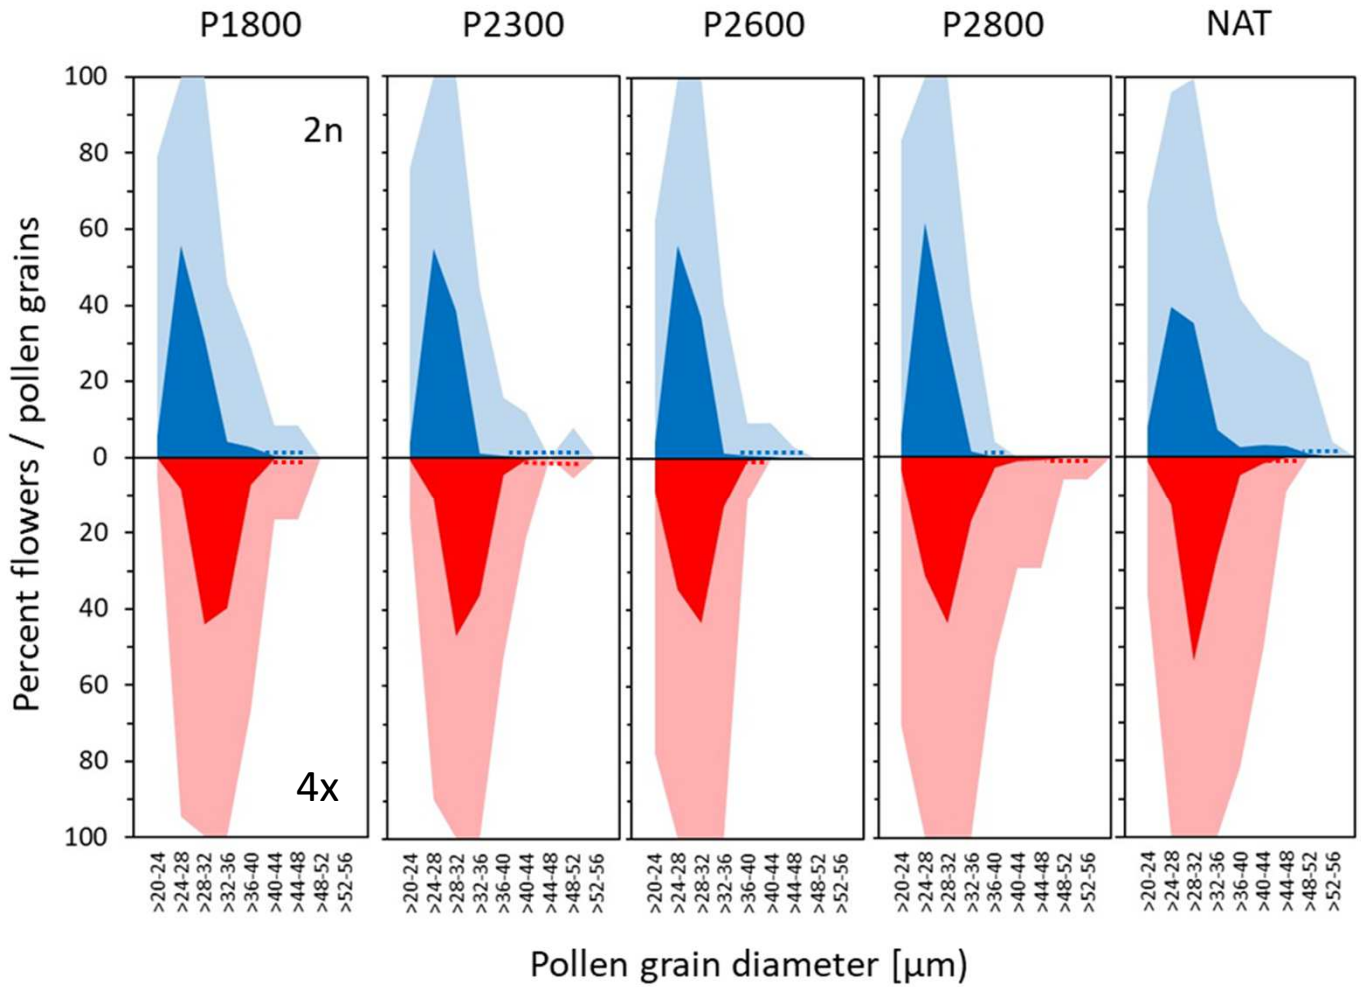 P1800 P2300 P2600 P2800 NAT
100
80
60
40
20
0
20
40
60
80
100
2n
4x
Percent flowers / pollen grains
>20-24 >24-28 >28-32 >32-36 >36-40 >40-44 >44-48 >48-52 >52-56
>20-24 >24-28 >28-32 >32-36 >36-40 >40-44 >44-48 >48-52 >52-56
>20-24 >24-28 >28-32 >32-36 >36-40 >40-44 >44-48 >48-52 >52-56
>20-24 >24-28 >28-32 >32-36 >36-40 >40-44 >44-48 >48-52 >52-56
>20-24 >24-28 >28-32 >32-36 >36-40 >40-44 >44-48 >48-52 >52-56
Pollen grain diameter [µm)